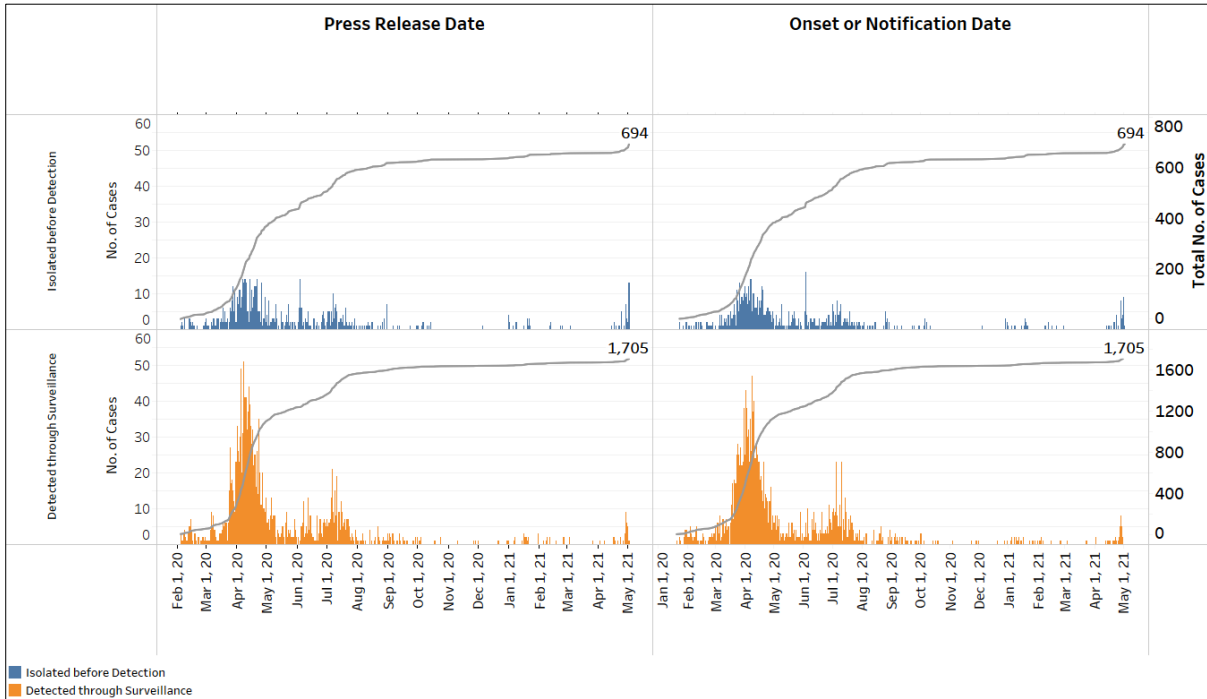 Press Release Date
Onset or Notification Date
Isolated before Detection
No. of Cases
60
50
40
30
20
10
0
694
694
800
600
400
200
0
Total No. of Cases
Detected through Surveillance
No. of Cases
60
50
40
30
20
10
0
1,705
1,705
1600
1200
800
400
0
Feb 1, 20
Mar 1, 20
Apr 1, 20
May 1, 20
Jun 1, 20
Jul 1, 20
Aug 1, 20
Sep 1, 20
Oct 1, 20
Nov 1, 20
Dec 1, 20
Jan 1, 21
Feb 1, 21
Mar 1, 21
Apr 1, 21
May 1, 21
Jan 1, 20
Feb 1, 20
Mar 1, 20
Apr 1, 20
May 1, 20
Jun 1, 20
Jul 1, 20
Aug 1, 20
Sep 1, 20
Oct 1, 20
Nov 1, 20
Dec 1, 20
Jan 1, 21
Feb 1, 21
Mar 1, 21
Apr 1, 21
May 1, 21
Isolated before Detection
Detected through Surveillance